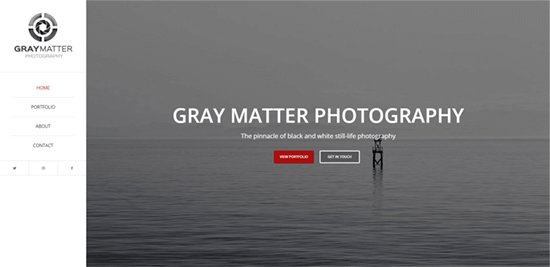 GRAYMATTER
PHOTOGRAPHY
HOME
PORTFOLIO
ABOUT
CONTACT
GRAY MATTER PHOTOGRAPHY
The pinnacle of black and white still-life photography
VIEW PORTFOLIO
GET IN TOUCH